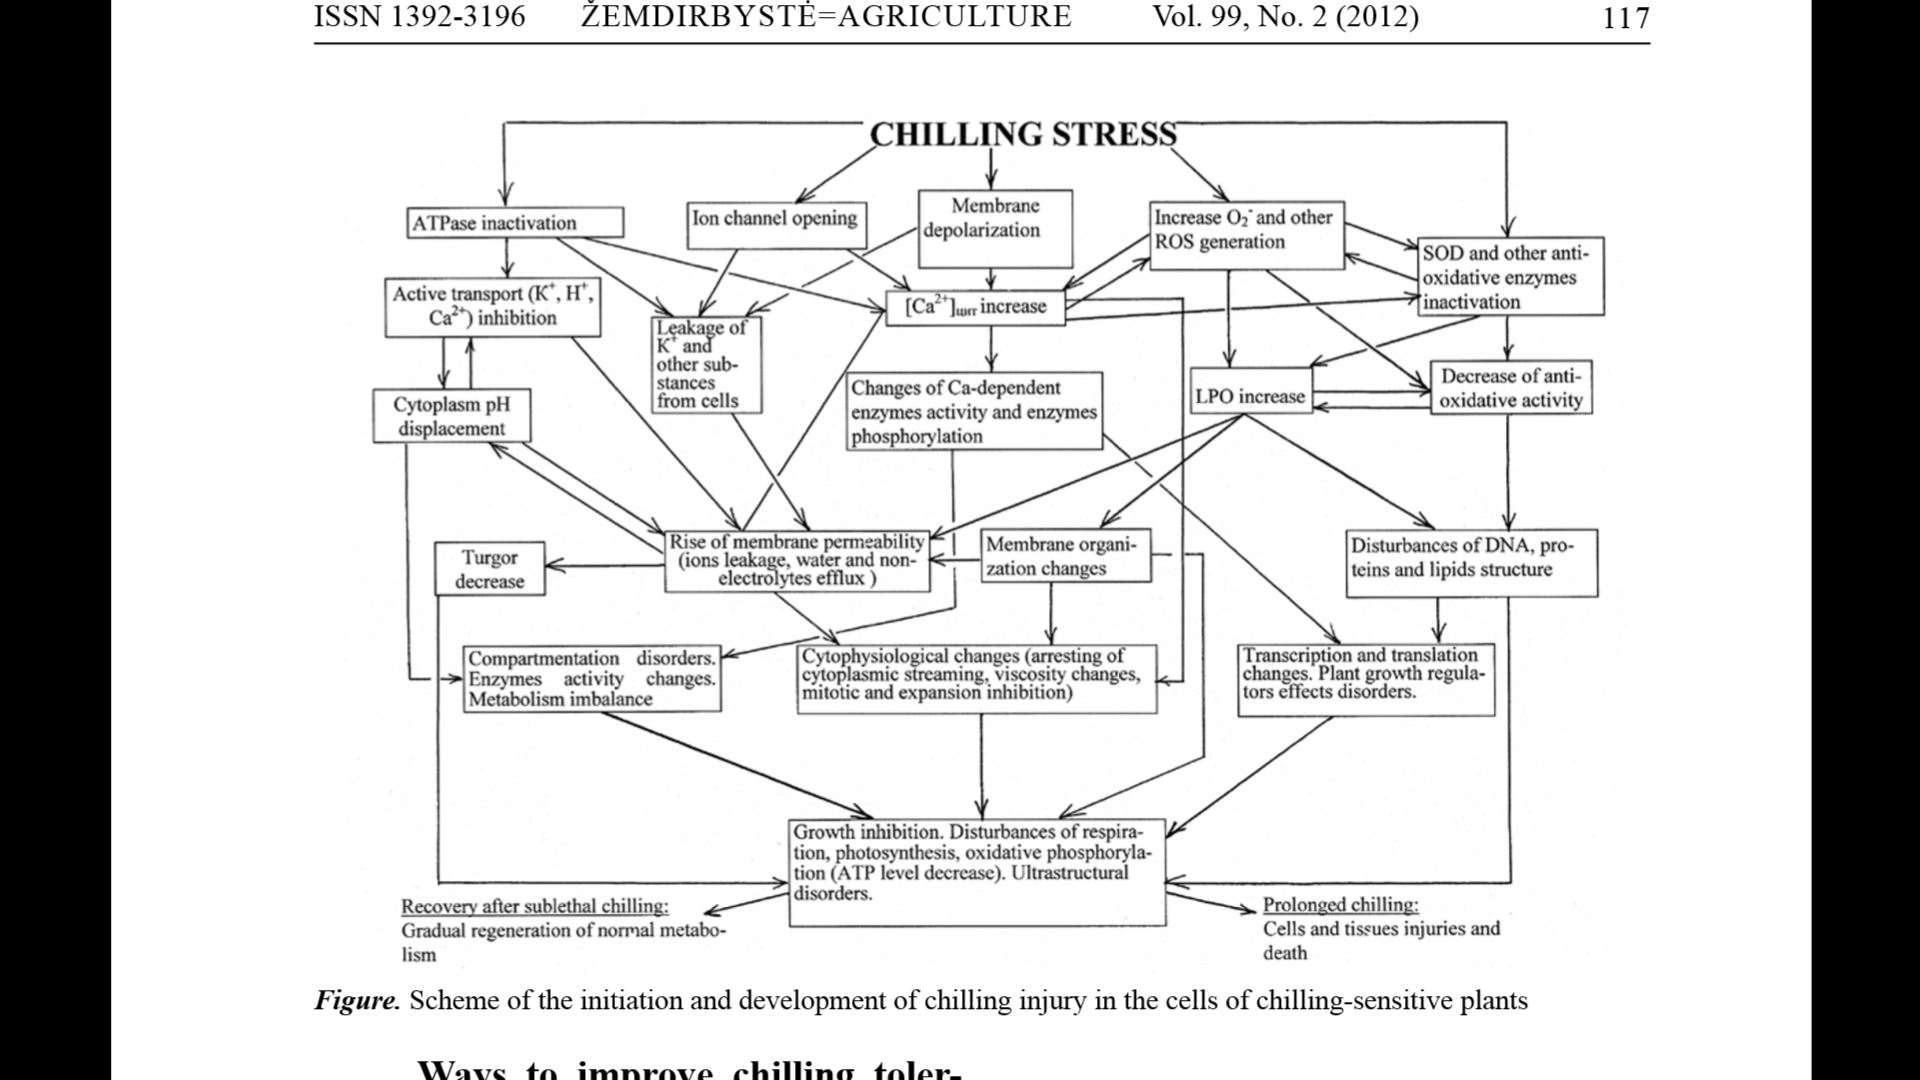 ISSN 1392-3196 ŽEMDIRBYSTĖ=AGRICULTURE Vol. 99, No. 2 (2012) 117
CHILLING STRESS
ATPase inactivation
Ion channel opening
Membrane
depolarization
Increase O₂⁻ and other
ROS generation
SOD and other anti-
oxidative enzymes
inactivation
Active transport (K⁺, H⁺,
Ca²⁺) inhibition
Leakage of
K⁺ and
other sub-
stances
from cells
[Ca²⁺]цит increase
Changes of Ca-dependent
enzymes activity and enzymes
phosphorylation
LPO increase
Decrease of anti-
oxidative activity
Cytoplasm pH
displacement
Turgor
decrease
Rise of membrane permeability
(ions leakage, water and non-
electrolytes efflux )
Membrane organi-
zation changes
Disturbances of DNA, pro-
teins and lipids structure
Compartmentation disorders.
Enzymes activity changes.
Metabolism imbalance
Cytophysiological changes (arresting of
cytoplasmic streaming, viscosity changes,
mitotic and expansion inhibition)
Transcription and translation
changes. Plant growth regula-
tors effects disorders.
Growth inhibition. Disturbances of respira-
tion, photosynthesis, oxidative phosphoryla-
tion (ATP level decrease). Ultrastructural
disorders.
Recovery after sublethal chilling:
Gradual regeneration of normal metabo-
lism
Prolonged chilling:
Cells and tissues injuries and
death
Figure. Scheme of the initiation and development of chilling injury in the cells of chilling-sensitive plants
Ways to improve chilling toler-